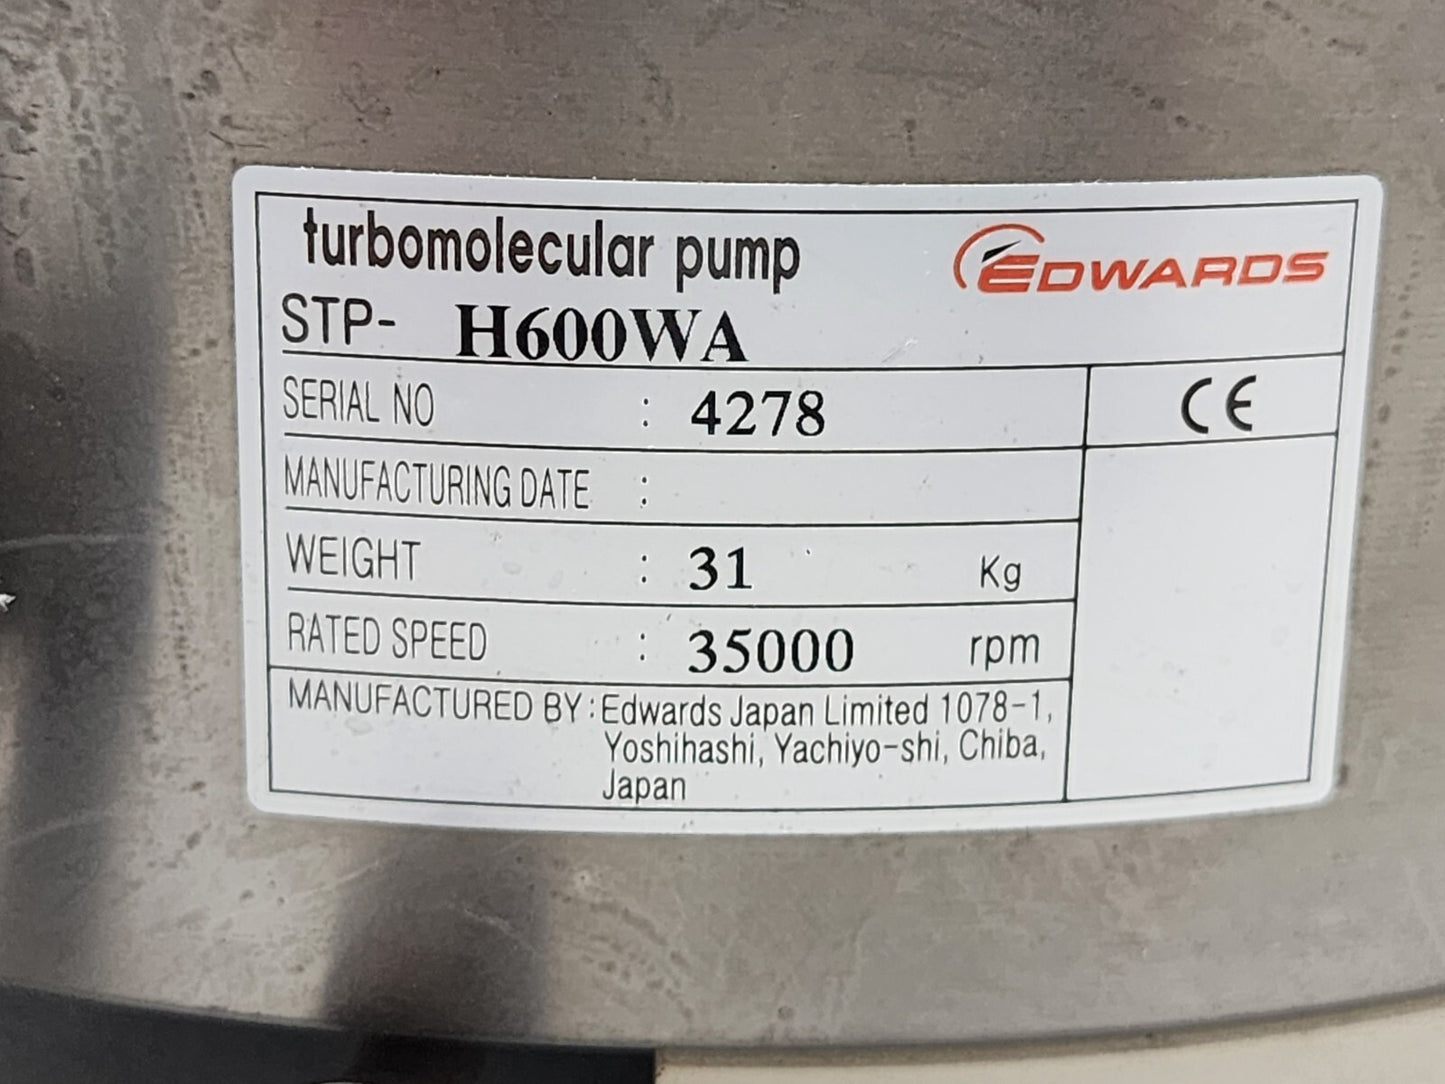 turbomolecular pump EDWARDS
STP- H600WA
SERIAL NO : 4278 CE
MANUFACTURING DATE :
WEIGHT : 31 Kg
RATED SPEED : 35000 rpm
MANUFACTURED BY : Edwards Japan Limited 1078-1,
Yoshihashi, Yachiyo-shi, Chiba,
Japan